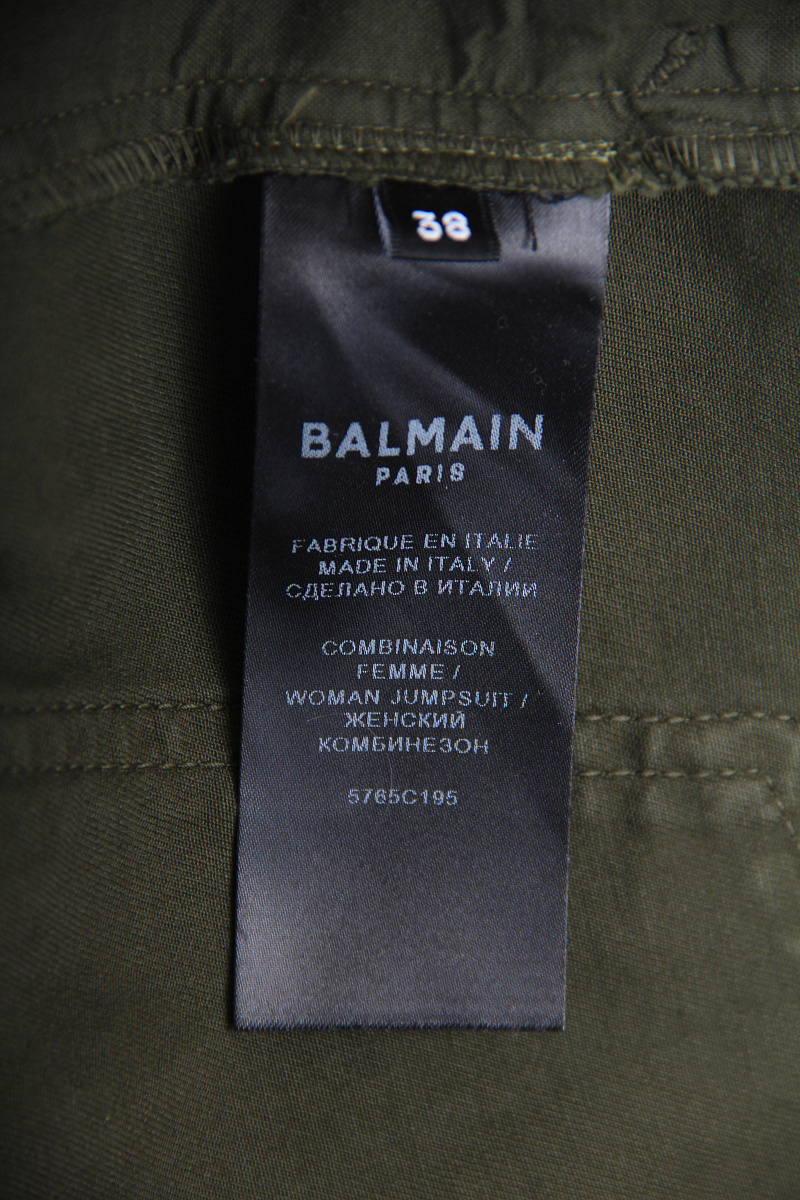 38
BALMAIN
PARIS
FABRIQUE EN ITALIE
MADE IN ITALY /
СДЕЛАНО В ИТАЛИИ
COMBINAISON
FEMME /
WOMAN JUMPSUIT /
ЖЕНСКИЙ
КОМБИНЕЗОН
5765C195